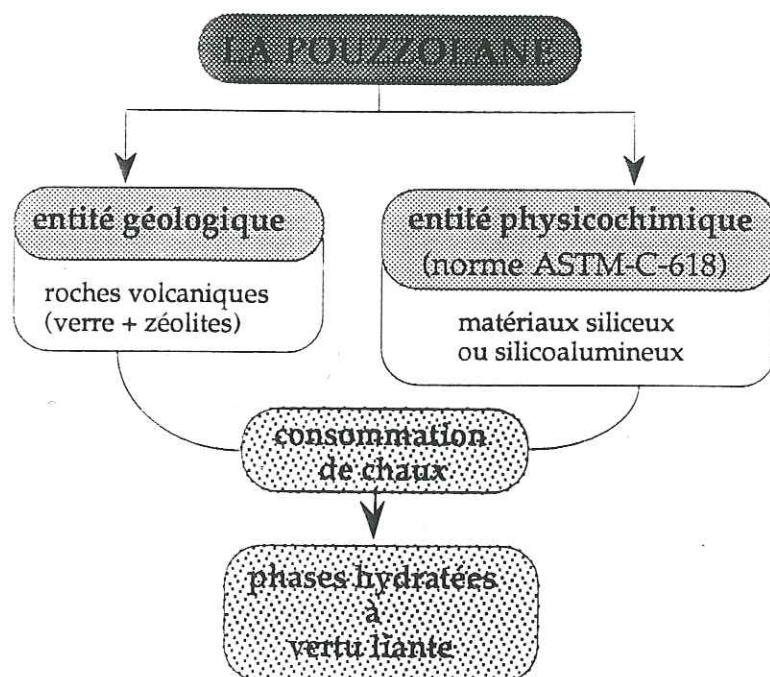 LA POUZZOLANE
entité géologique
roches volcaniques
(verre + zéolites)
entité physicochimique
(norme ASTM-C-618)
matériaux siliceux
ou silicoalumineux
consommation
de chaux
phases hydratées
à
vertu liante